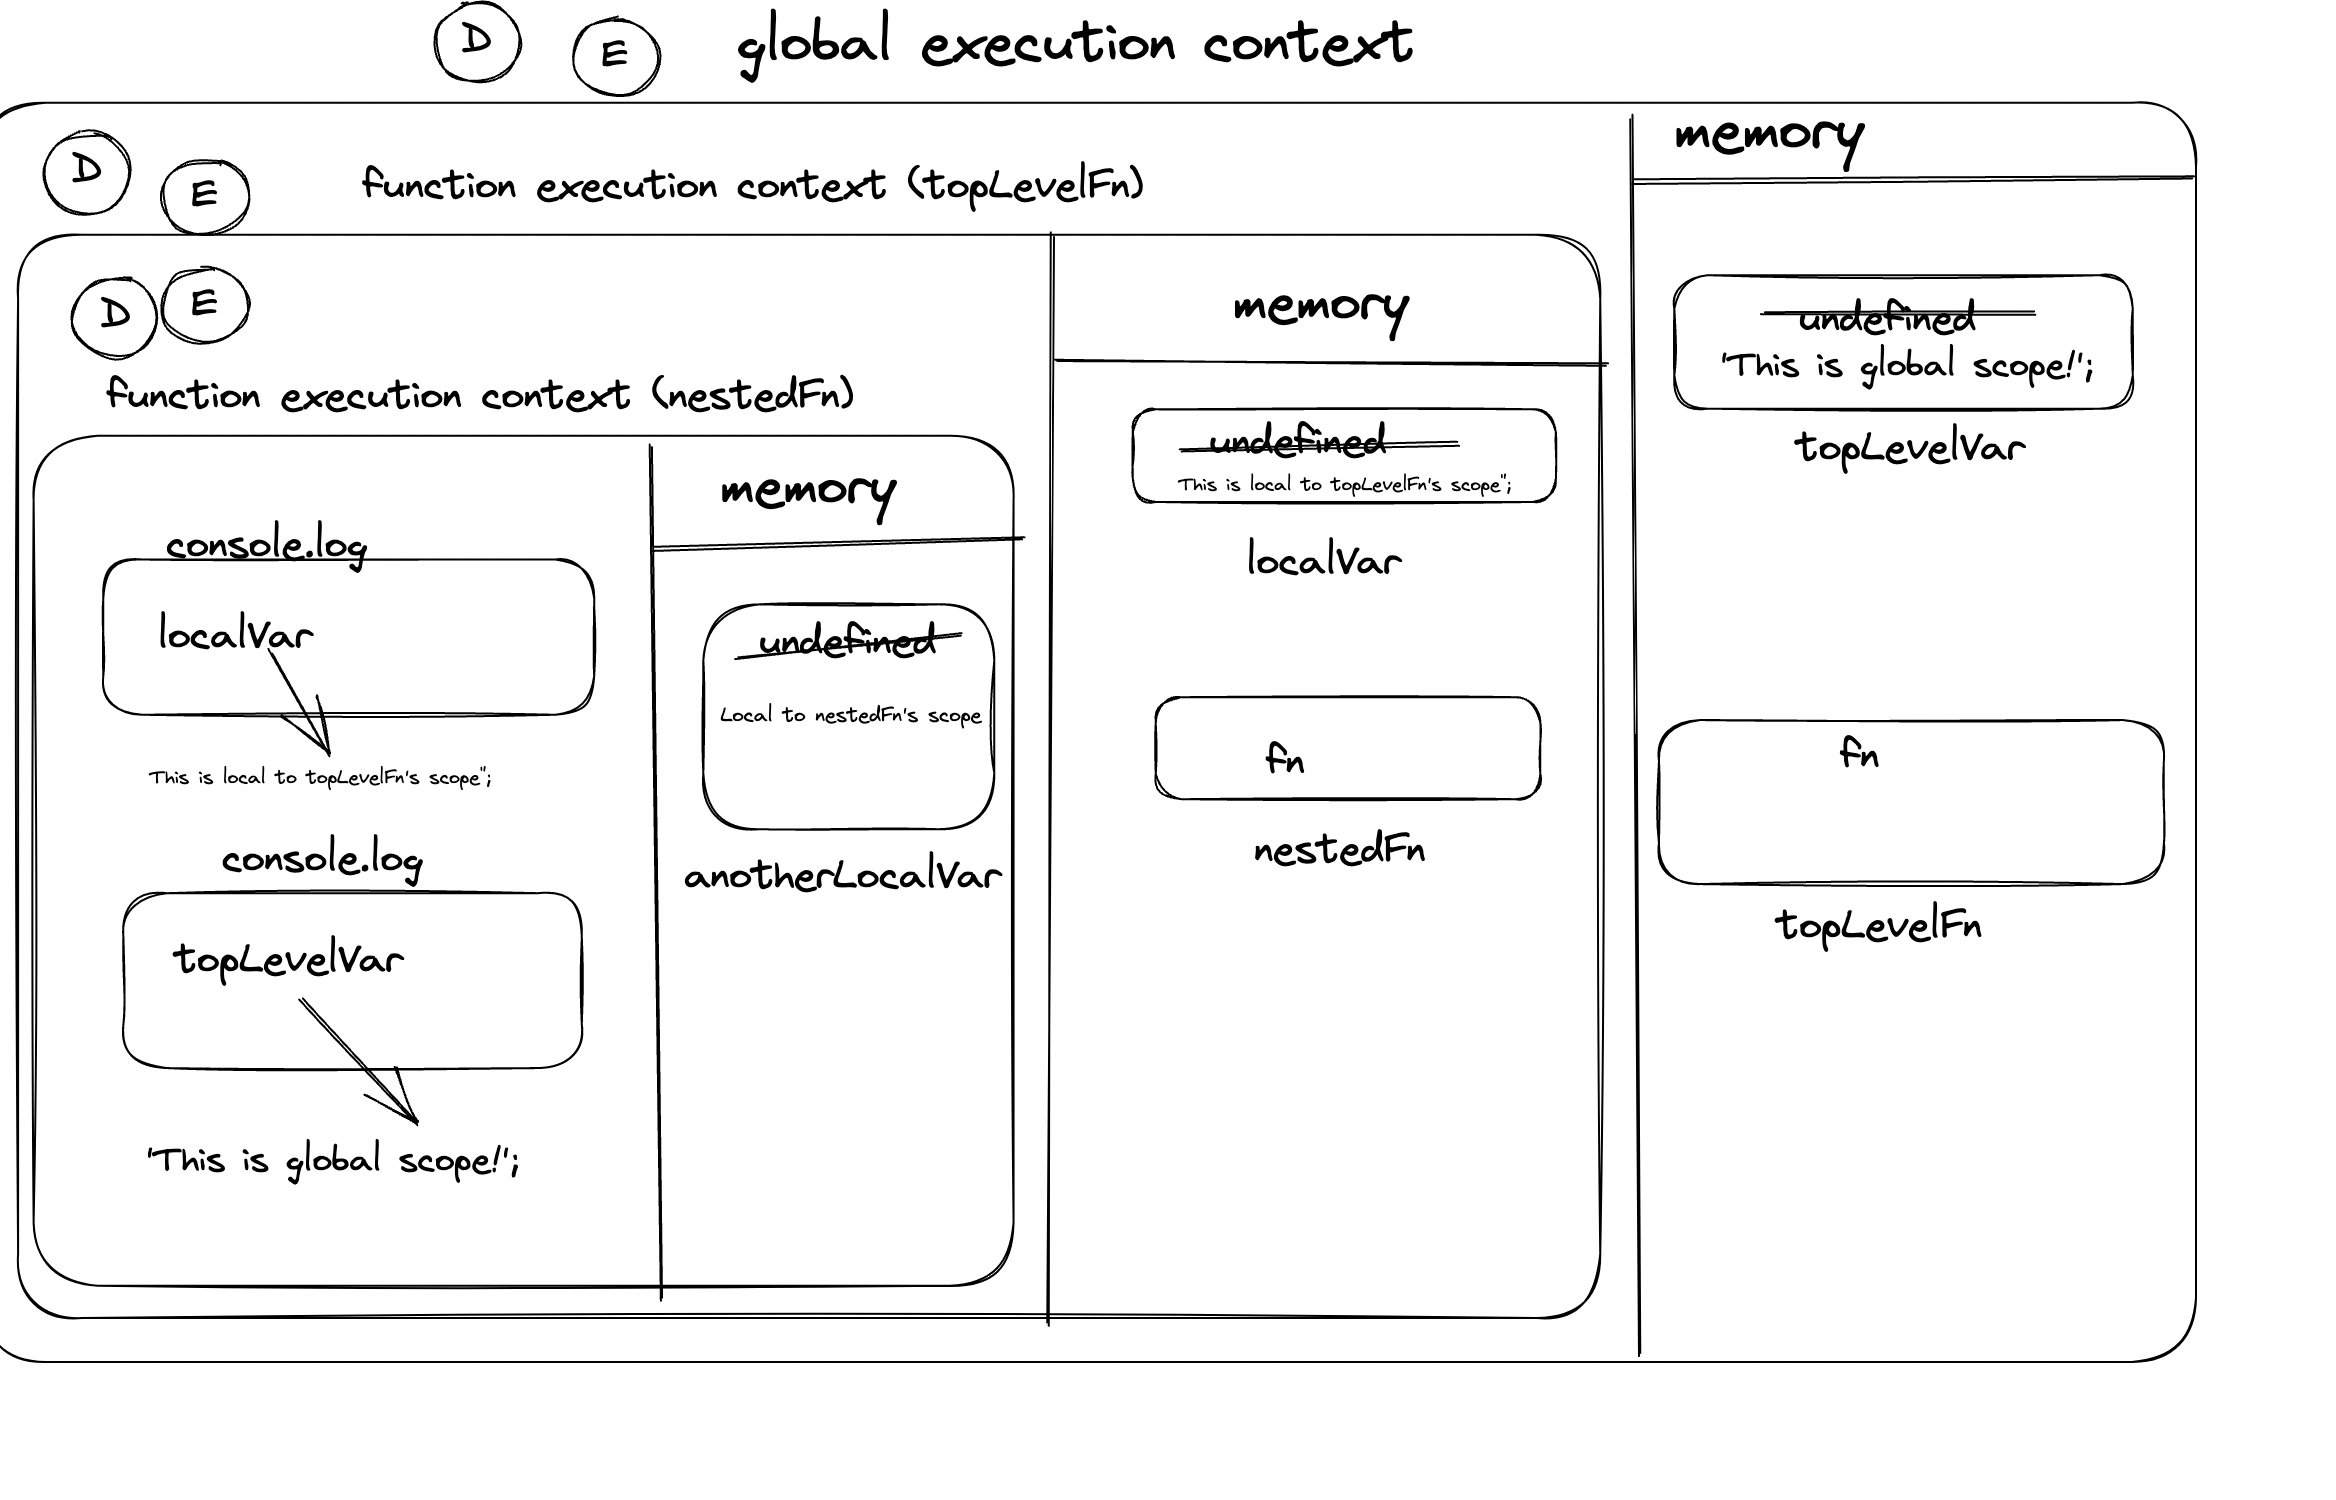 D
E
global execution context
memory
D
E
function execution context (topLevelFn)
D
E
function execution context (nestedFn)
console.log
localVar
This is local to topLevelFn's scope";
console.log
topLevelVar
'This is global scope!';
memory
undefined
Local to nestedFn's scope
anotherLocalVar
memory
undefined
This is local to topLevelFn's scope";
localVar
fn
nestedFn
undefined
'This is global scope!';
topLevelVar
fn
topLevelFn